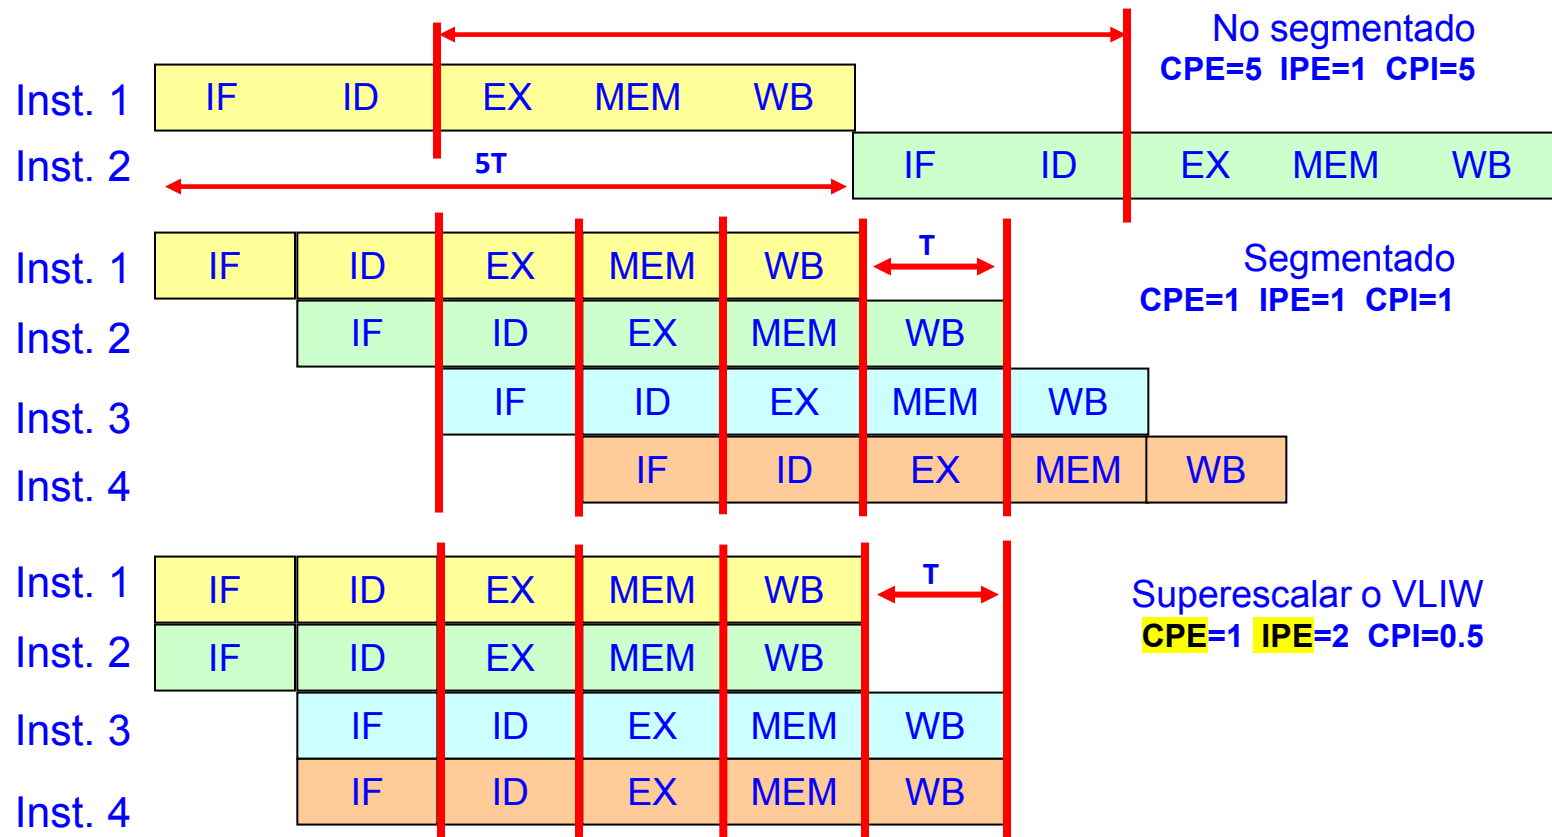 No segmentado
CPE=5 IPE=1 CPI=5
Inst. 1 IF ID EX MEM WB
Inst. 2 IF ID EX MEM WB
5T
Segmentado
CPE=1 IPE=1 CPI=1
Inst. 1 IF ID EX MEM WB T
Inst. 2 IF ID EX MEM WB
Inst. 3 IF ID EX MEM WB
Inst. 4 IF ID EX MEM WB
Superescalar o VLIW
CPE=1 IPE=2 CPI=0.5
Inst. 1 IF ID EX MEM WB T
Inst. 2 IF ID EX MEM WB
Inst. 3 IF ID EX MEM WB
Inst. 4 IF ID EX MEM WB